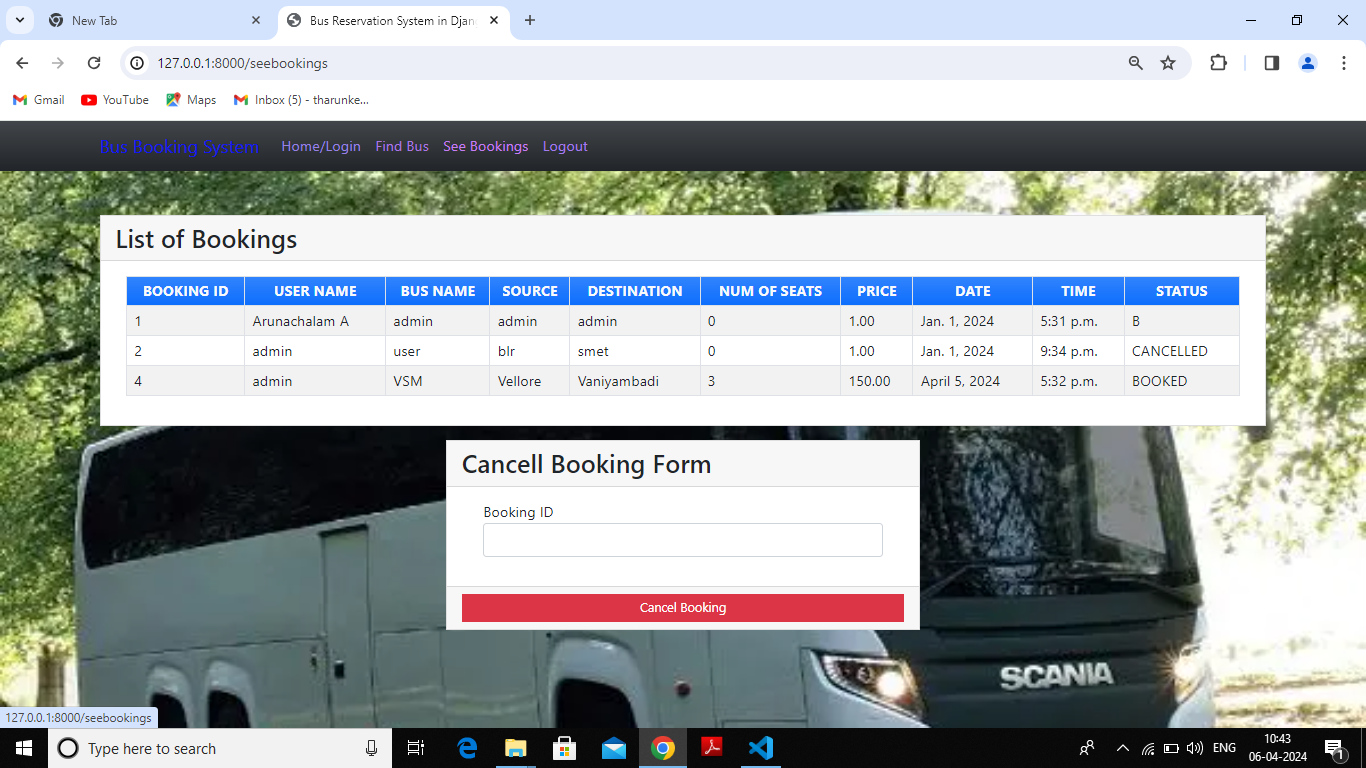 New Tab
Bus Reservation System in Djan
127.0.0.1:8000/seebookings
Gmail YouTube Maps Inbox (5) - tharunke...
Bus Booking System Home/Login Find Bus See Bookings Logout
List of Bookings
BOOKING ID USER NAME BUS NAME SOURCE DESTINATION NUM OF SEATS PRICE DATE TIME STATUS
1 Arunachalam A admin admin admin 0 1.00 Jan. 1, 2024 5:31 p.m. B
2 admin user blr smet 0 1.00 Jan. 1, 2024 9:34 p.m. CANCELLED
4 admin VSM Vellore Vaniyambadi 3 150.00 April 5, 2024 5:32 p.m. BOOKED
Cancell Booking Form
Booking ID
Cancel Booking
SCANIA
127.0.0.1:8000/seebookings
Type here to search
ENG
10:43
06-04-2024
1